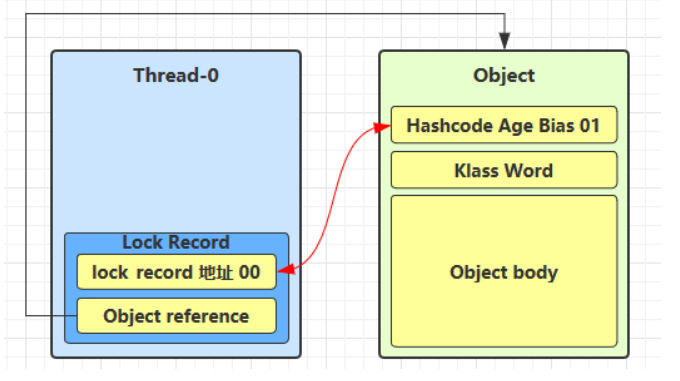 Thread-0
Lock Record
lock record 地址 00
Object reference
Object
Hashcode Age Bias 01
Klass Word
Object body